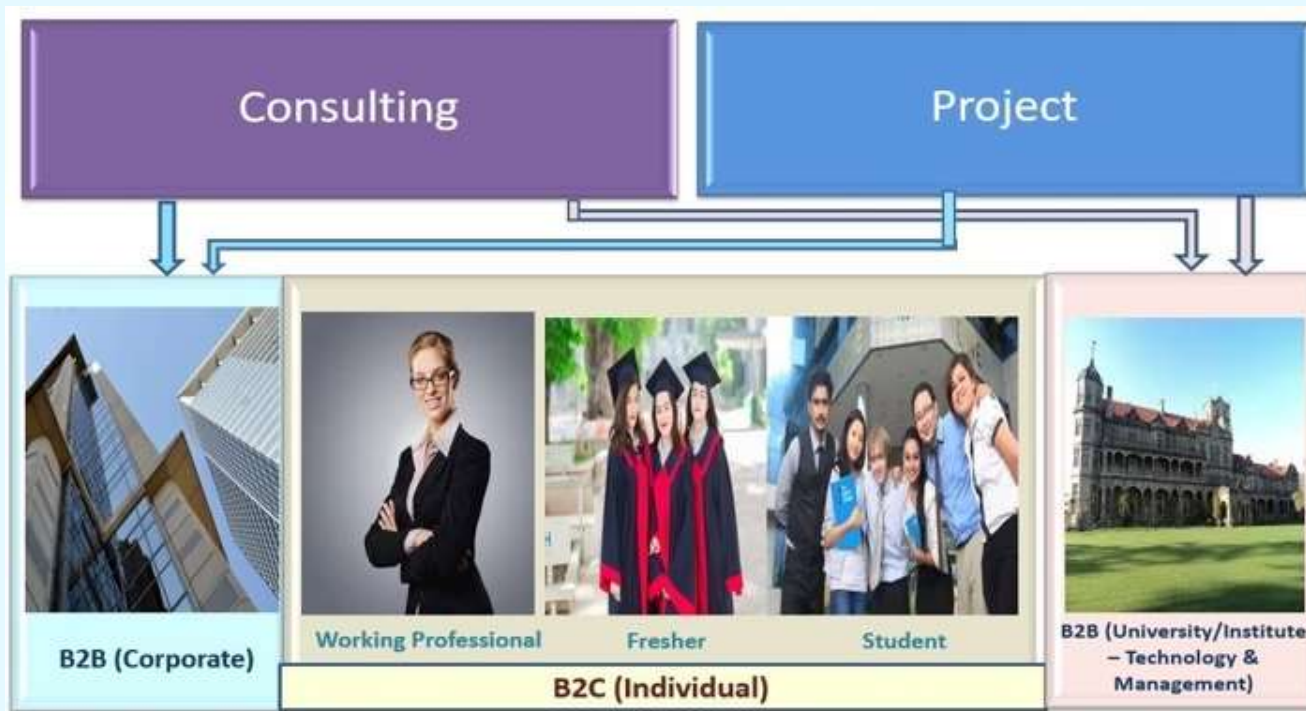 Consulting
Project
Working Professional
Fresher
Student
B2B (Corporate)
B2B (University/Institute
– Technology &
Management)
B2C (Individual)